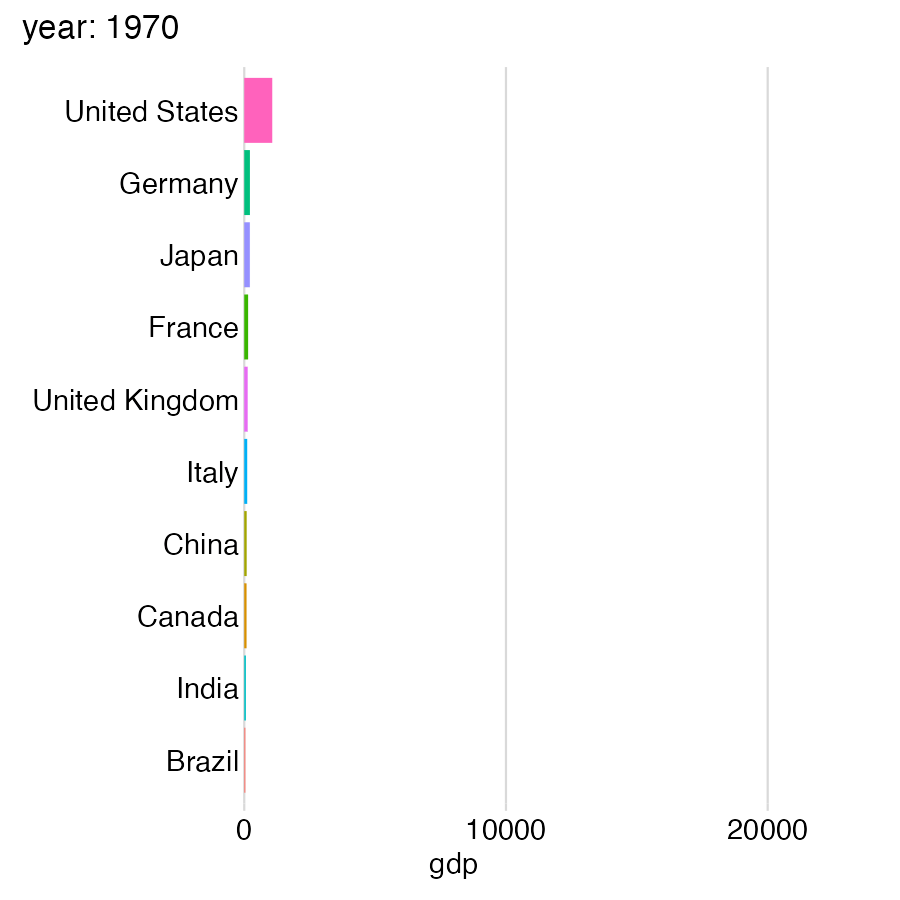 year: 1970
United States
Germany
Japan
France
United Kingdom
Italy
China
Canada
India
Brazil
0 10000 20000
gdp